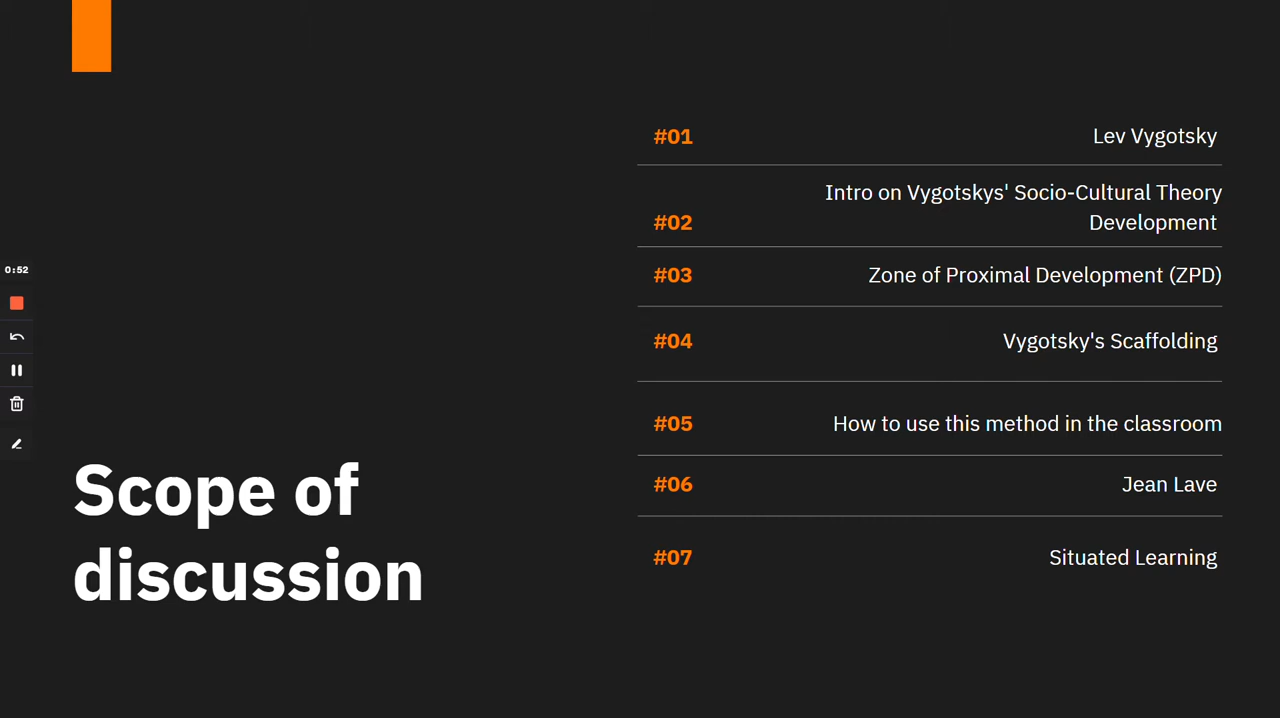 #01 Lev Vygotsky
Intro on Vygotskys' Socio-Cultural Theory
#02 Development
#03 Zone of Proximal Development (ZPD)
#04 Vygotsky's Scaffolding
#05 How to use this method in the classroom
#06 Jean Lave
#07 Situated Learning
0:52
Scope of
discussion